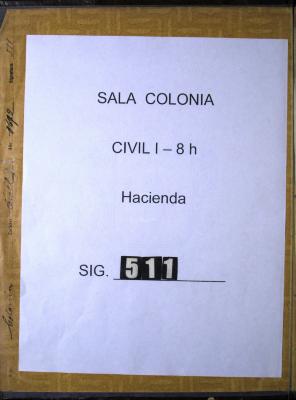 SALA COLONIA
CIVIL I – 8 h
Hacienda
SIG. 511